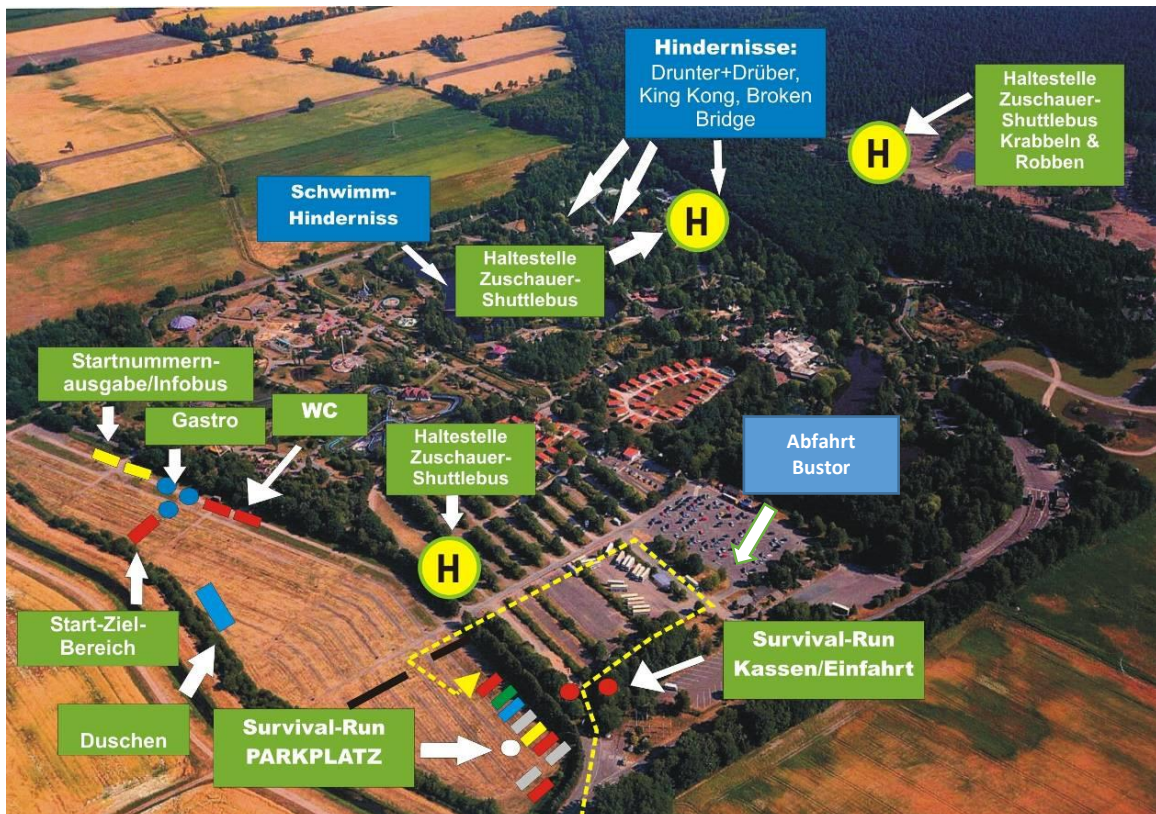 Hindernisse:
Drunter+Drüber,
King Kong, Broken
Bridge
Haltestelle
Zuschauer-
Shuttlebus
Krabbeln &
Robben
H
Schwimm-
Hinderniss
H
Haltestelle
Zuschauer-
Shuttlebus
Startnummern-
ausgabe/Infobus
Gastro
WC
Haltestelle
Zuschauer-
Shuttlebus
Abfahrt
Bustor
H
Start-Ziel-
Bereich
Survival-Run
Kassen/Einfahrt
Duschen
Survival-Run
PARKPLATZ